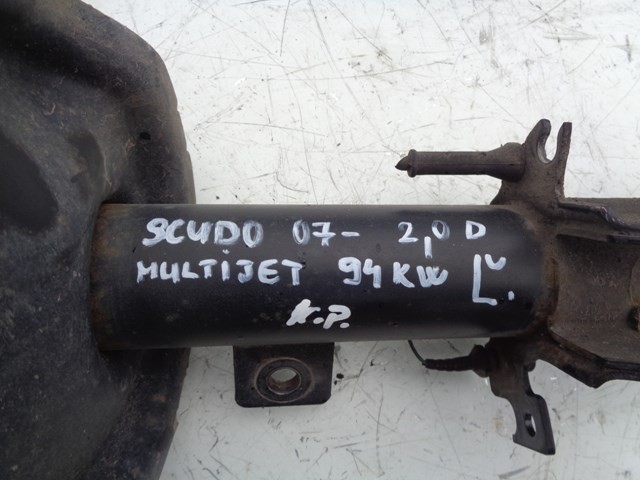 SCUDO 07- 2,0 D
MULTIJET 94 KW L.
K.P.